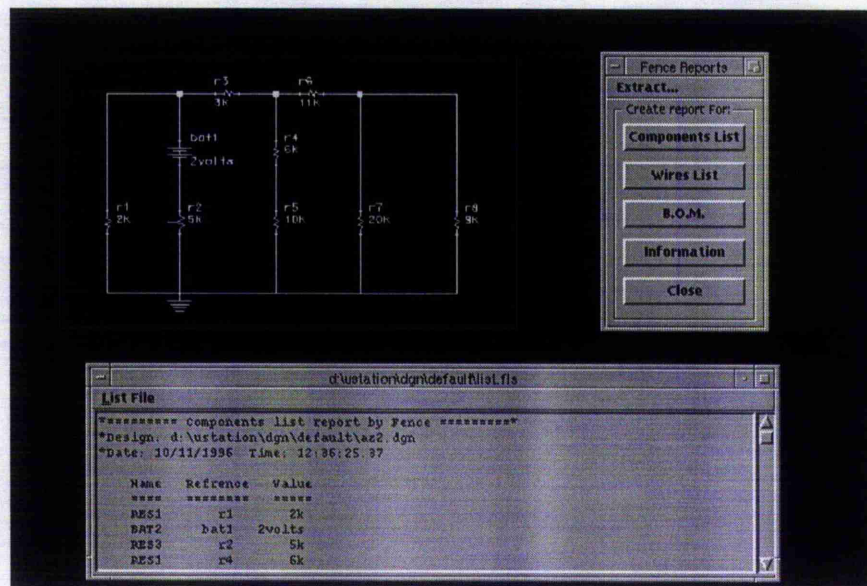 r3
3k
r6
11k
bat1
2volts
r4
6k
r1
2k
r2
5k
r5
10k
r7
20K
r8
9k
Fence Reports
Extract...
Create report For:
Components List
Wires List
B.O.M.
Information
Close
d:\ustation\dgn\default\list.fls
List File
*========= Components list report by Fence =========*
*Design: d:\ustation\dgn\default\az2.dgn
*Date: 10/11/1996 Time: 12:36:25.37
Name Refrence Value
==== ======== =====
RES1 r1 2k
BAT2 bat1 2volts
RES3 r2 5k
RES1 r4 6k